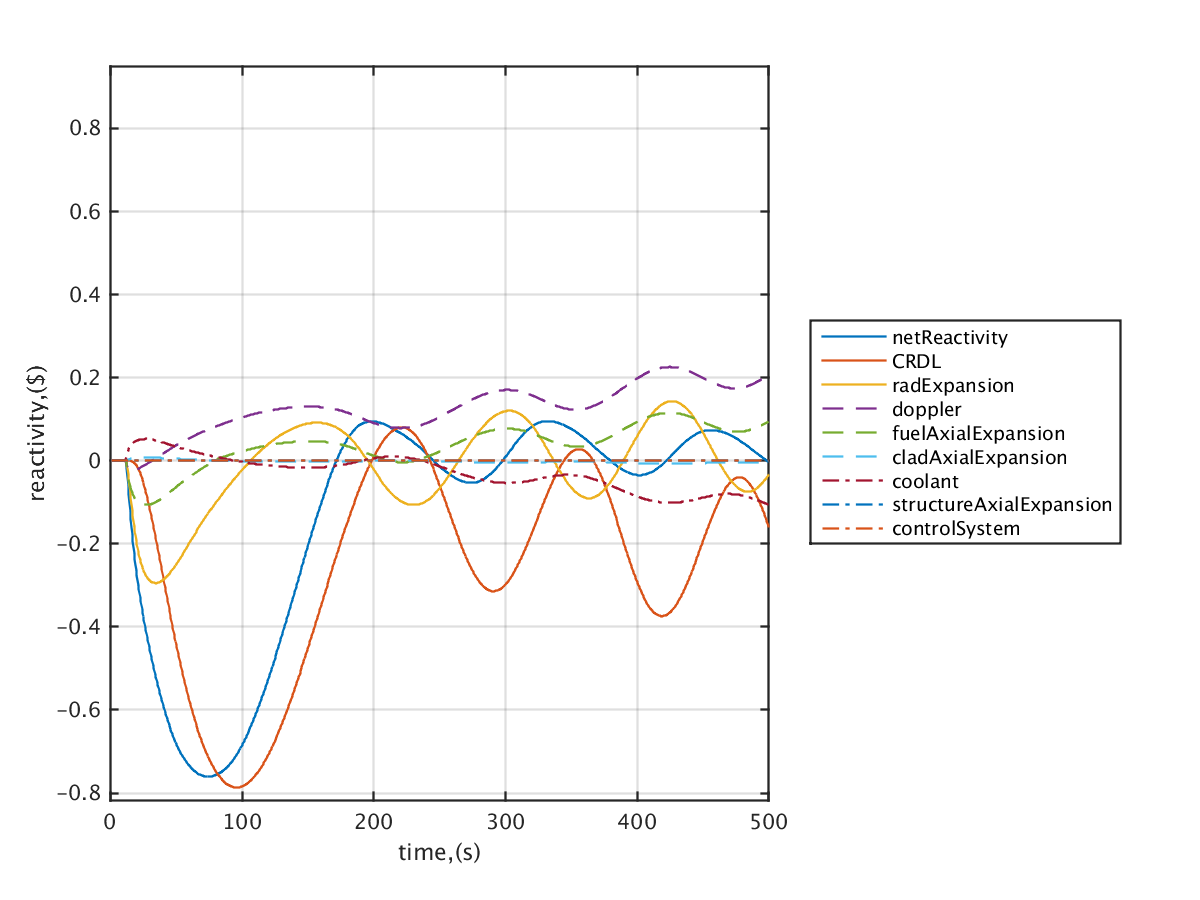 0.8
0.6
0.4
0.2
0
−0.2
−0.4
−0.6
−0.8
0 100 200 300 400 500
reactivity,($)
time,(s)
netReactivity
CRDL
radExpansion
doppler
fuelAxialExpansion
cladAxialExpansion
coolant
structureAxialExpansion
controlSystem